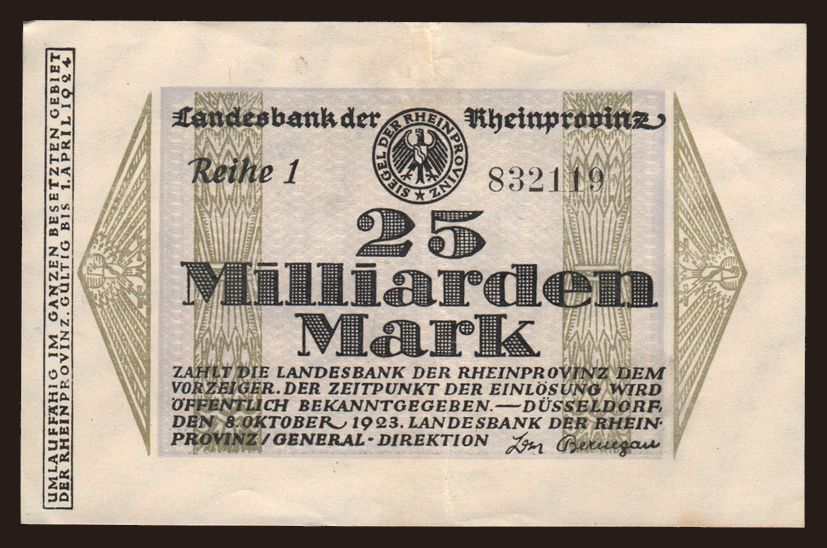 Landesbank der Rheinprovinz
SIEGEL DER RHEINPROVINZ
Reihe 1
832119
25
Milliarden
Mark
ZAHLT DIE LANDESBANK DER RHEINPROVINZ DEM
VORZEIGER. DER ZEITPUNKT DER EINLÖSUNG WIRD
ÖFFENTLICH BEKANNTGEGEBEN. — DÜSSELDORF,
DEN 8. OKTOBER 1923. LANDESBANK DER RHEIN-
PROVINZ / GENERAL-DIREKTION
UMLAUFFÄHIG IM GANZEN BESETZTEN GEBIET
DER RHEINPROVINZ. GÜLTIG BIS 1. APRIL 1924